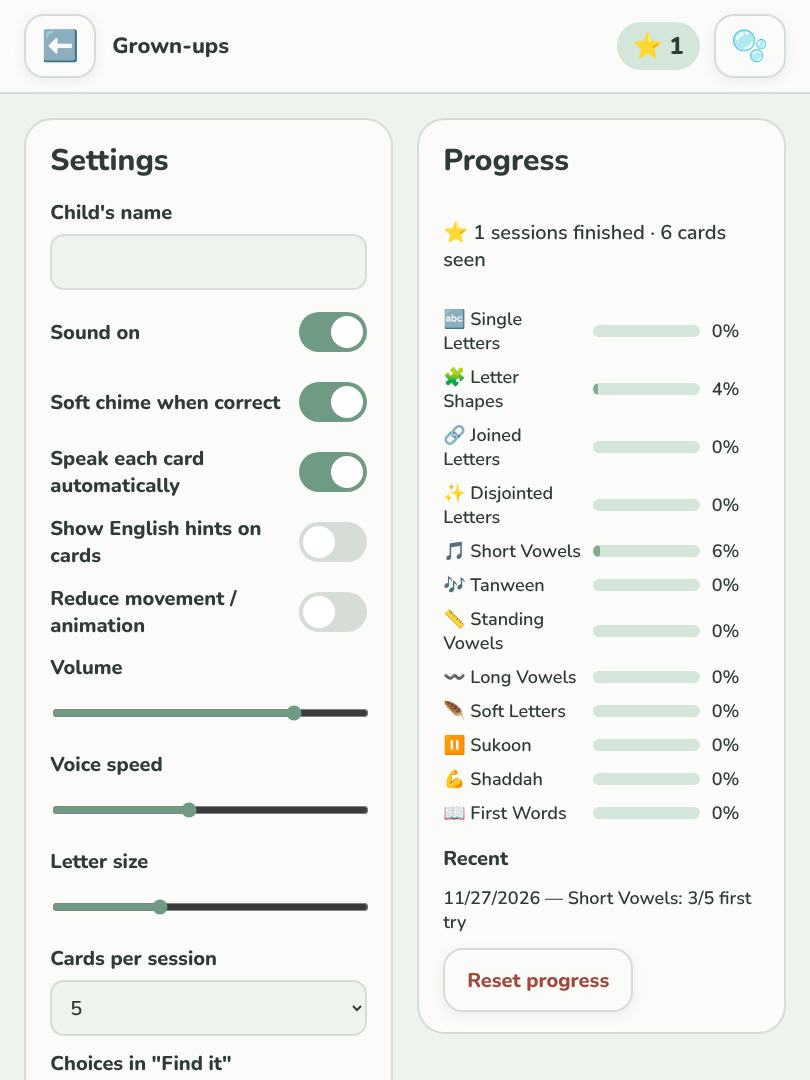 Grown-ups
⭐ 1
Settings
Child's name
Sound on
Soft chime when correct
Speak each card
automatically
Show English hints on
cards
Reduce movement /
animation
Volume
Voice speed
Letter size
Cards per session
5
Choices in "Find it"
Progress
⭐ 1 sessions finished · 6 cards
seen
🔤 Single
Letters
0%
🧩 Letter
Shapes
4%
🔗 Joined
Letters
0%
✨ Disjointed
Letters
0%
🎵 Short Vowels 6%
🎶 Tanween 0%
📏 Standing
Vowels
0%
〰️ Long Vowels 0%
🪶 Soft Letters 0%
⏸️ Sukoon 0%
💪 Shaddah 0%
📖 First Words 0%
Recent
11/27/2026 — Short Vowels: 3/5 first
try
Reset progress